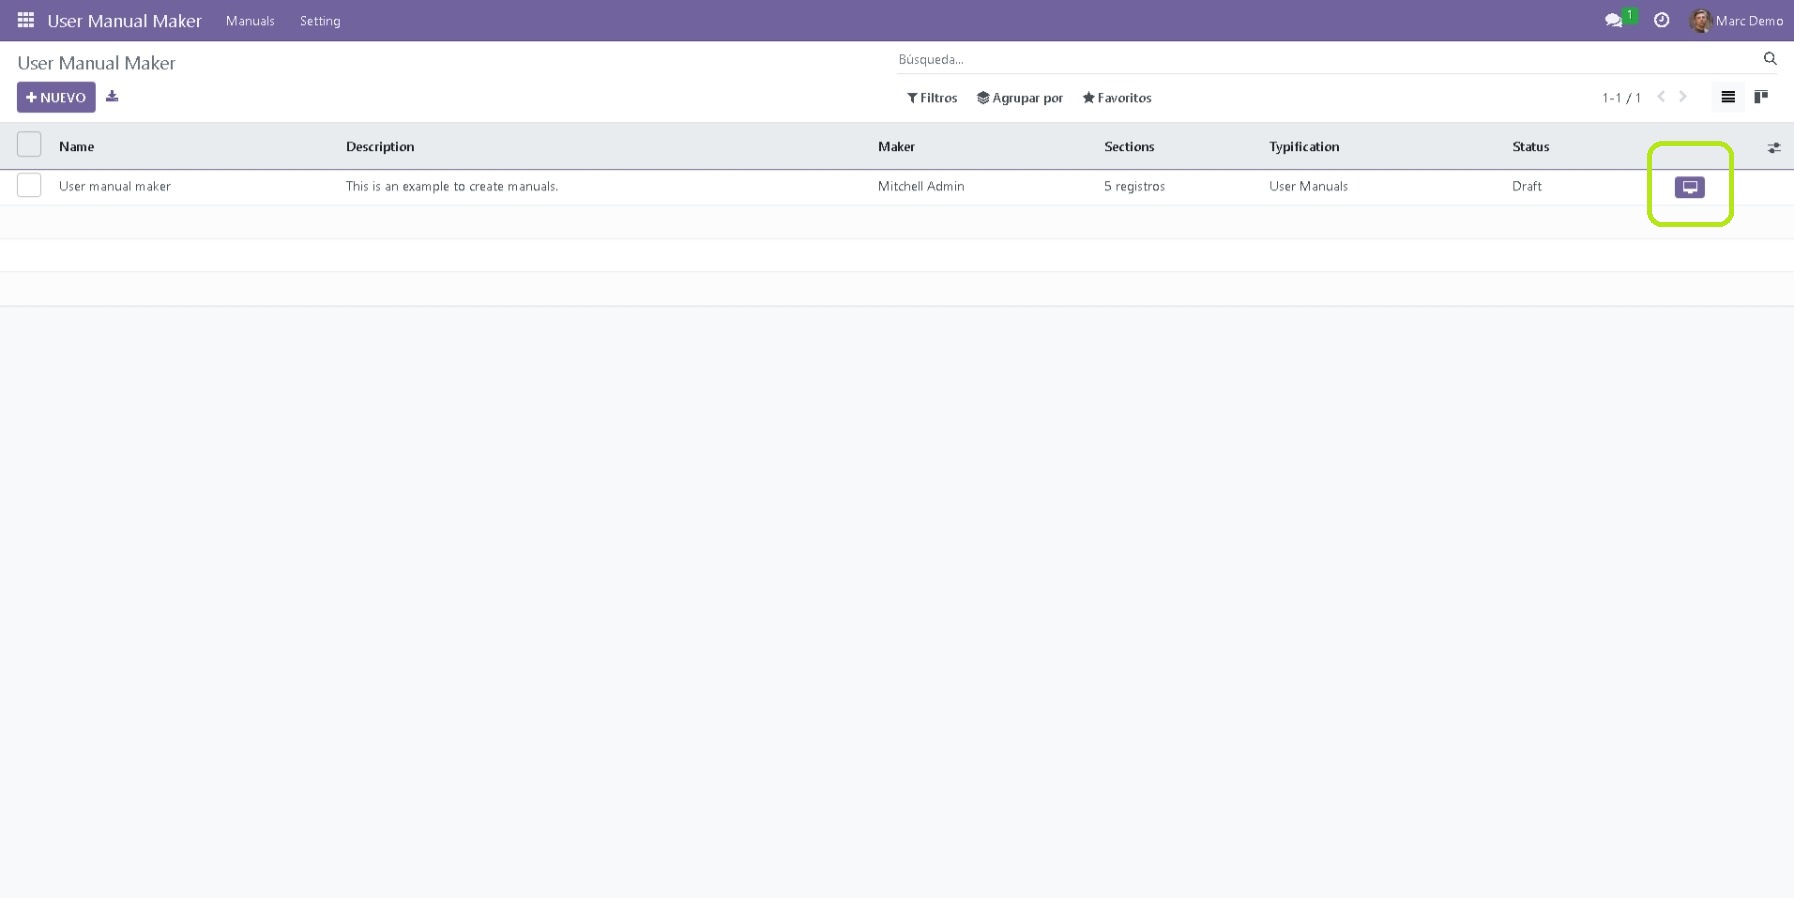 User Manual Maker Manuals Setting 1 Marc Demo
User Manual Maker
Búsqueda...
NUEVO
Filtros Agrupar por Favoritos 1-1 / 1
Name Description Maker Sections Typification Status
User manual maker This is an example to create manuals. Mitchell Admin 5 registros User Manuals Draft